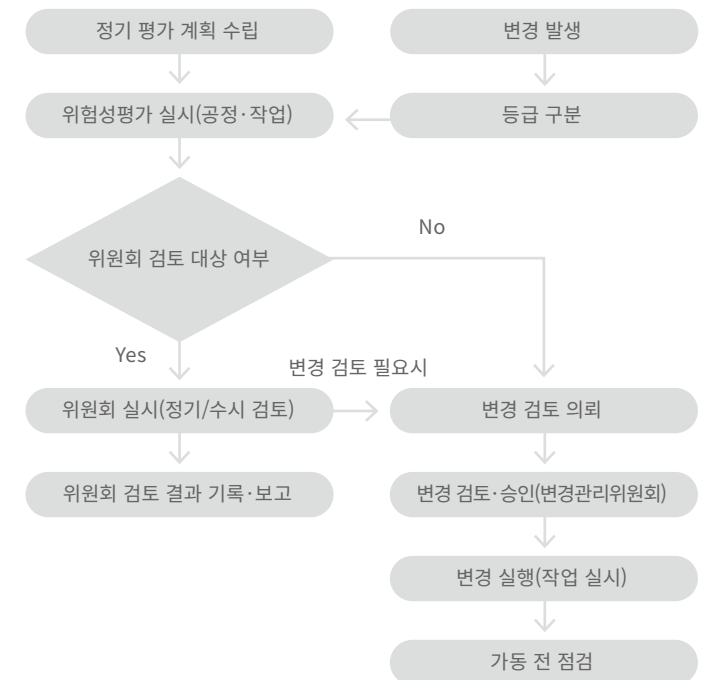 정기 평가 계획 수립
변경 발생
위험성평가 실시(공정·작업)
등급 구분
No
위원회 검토 대상 여부
Yes
변경 검토 필요시
위원회 실시(정기/수시 검토)
변경 검토 의뢰
위원회 검토 결과 기록·보고
변경 검토·승인(변경관리위원회)
변경 실행(작업 실시)
가동 전 점검